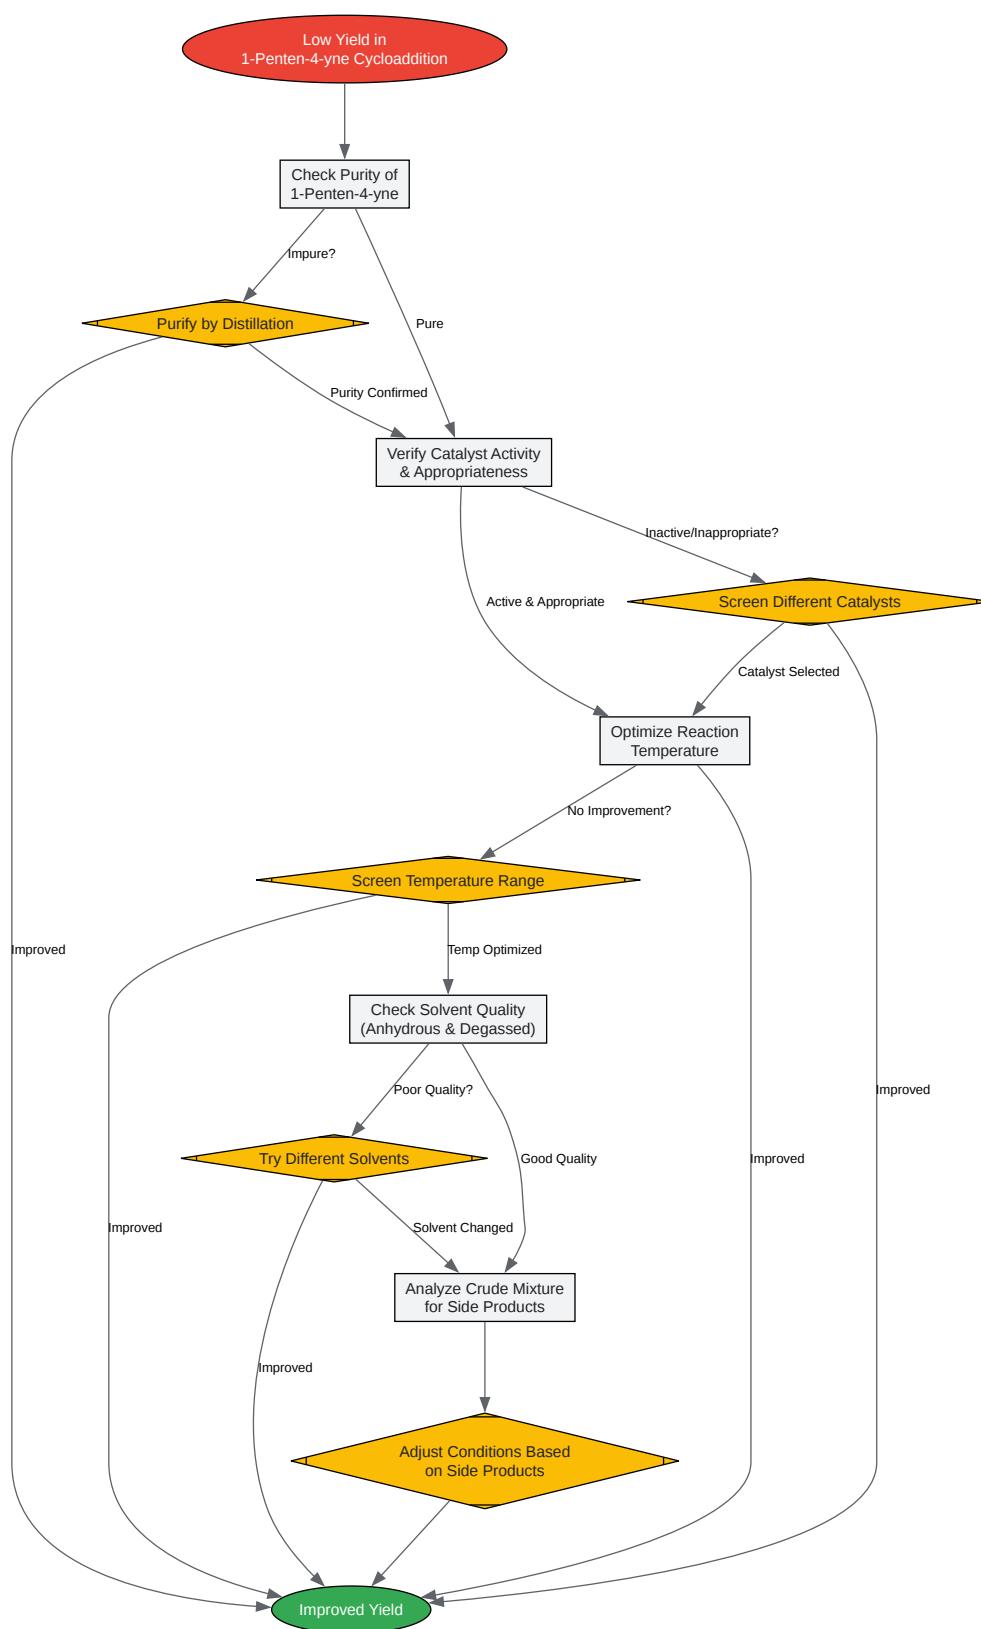 Low Yield in
1-Penten-4-yne Cycloaddition
Check Purity of
1-Penten-4-yne
Impure?
Purify by Distillation
Pure
Purity Confirmed
Verify Catalyst Activity
& Appropriateness
Inactive/Inappropriate?
Active & Appropriate
Screen Different Catalysts
Catalyst Selected
Optimize Reaction
Temperature
No Improvement?
Screen Temperature Range
Improved
Temp Optimized
Check Solvent Quality
(Anhydrous & Degassed)
Poor Quality?
Improved
Try Different Solvents
Good Quality
Improved
Improved
Solvent Changed
Analyze Crude Mixture
for Side Products
Improved
Adjust Conditions Based
on Side Products
Improved Yield